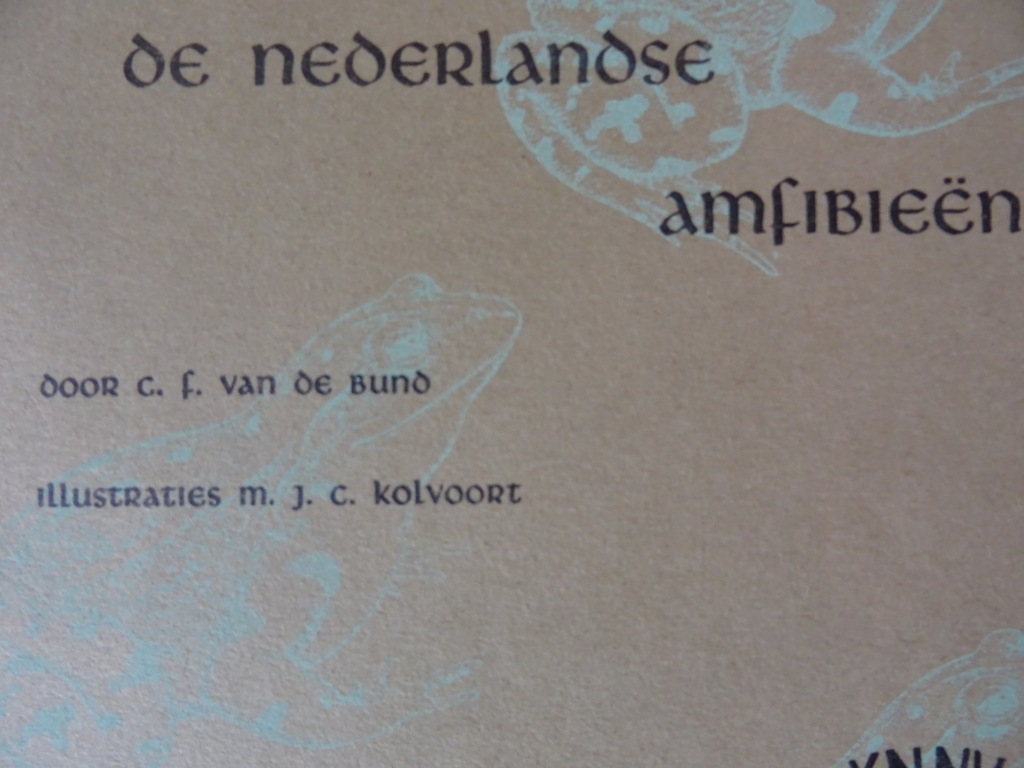 de nederlandse
amfibieën
door c. f. van de bund
illustraties m. j. c. kolvoort